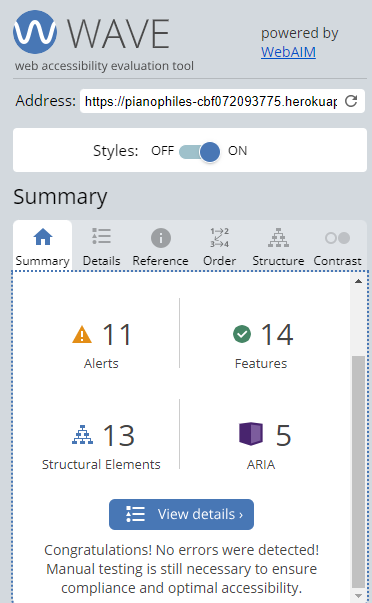 WAVE
web accessibility evaluation tool
powered by
WebAIM
Address: https://pianophiles-cbf072093775.herokuap
Styles: OFF ON
Summary
Summary Details Reference Order Structure Contrast
11 14
Alerts Features
13 5
Structural Elements ARIA
View details ›
Congratulations! No errors were detected!
Manual testing is still necessary to ensure
compliance and optimal accessibility.